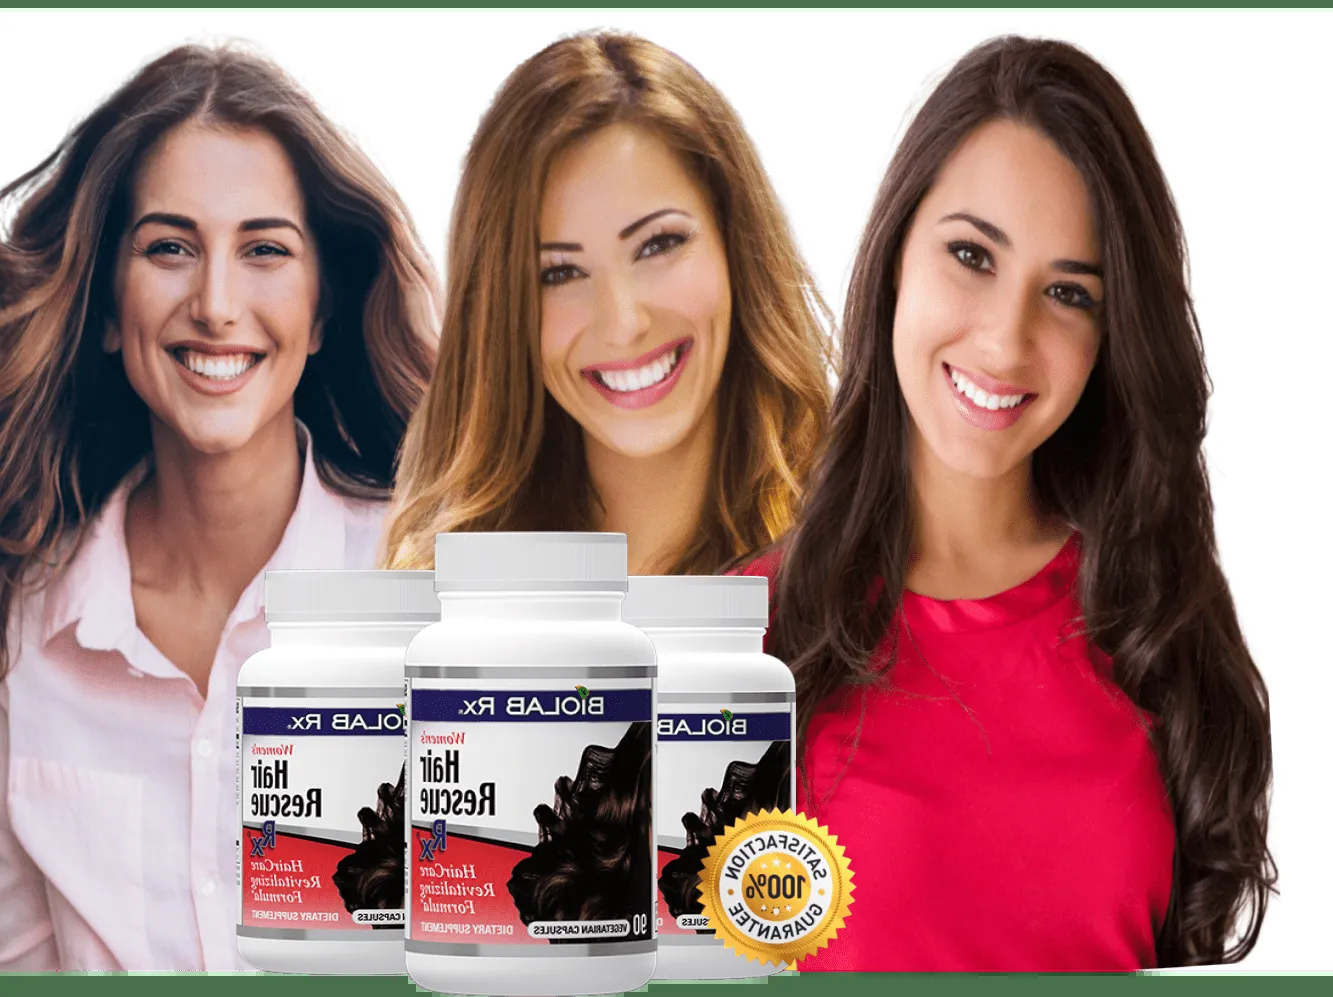 BIOLAB Rx®
Women's
Hair
Rescue
Rx
HairCare
Revitalizing
Formula
DIETARY SUPPLEMENT
CAPSULES
BIOLAB Rx®
Women's
Hair
Rescue
Rx
HairCare
Revitalizing
Formula
DIETARY SUPPLEMENT
90 VEGETARIAN CAPSULES
BIOLAB
SATISFACTION
100%
GUARANTEE